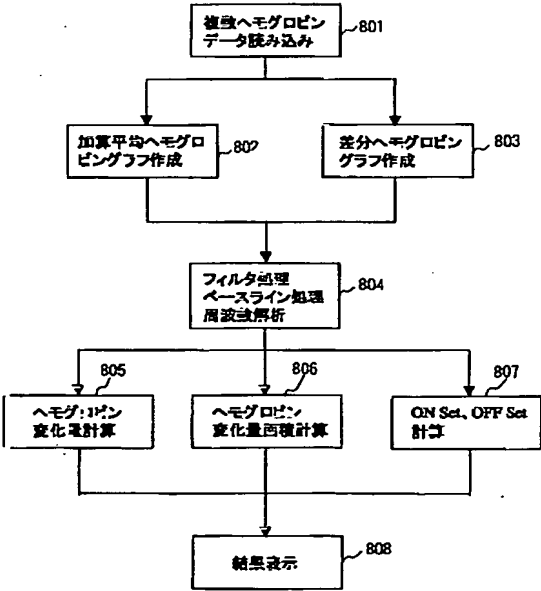 複数ヘモグロビン
データ読み込み
801
加算平均ヘモグロ
ビングラフ作成
802
差分ヘモグロビン
グラフ作成
803
フィルタ処理
ベースライン処理
周波数解析
804
805
ヘモグロビン
変化量計算
806
ヘモグロビン
変化量面積計算
807
ON Set、OFF Set
計算
結果表示
808